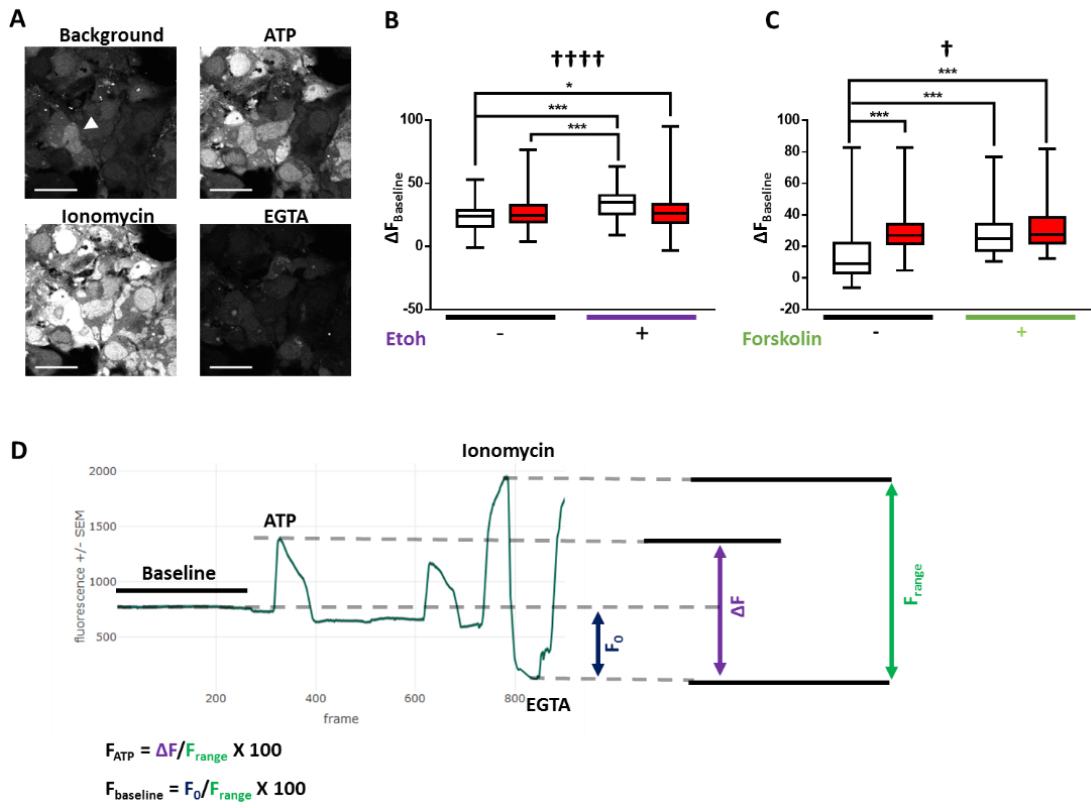 A
Background
ATP
Ionomycin
EGTA
B
††††
*
***
***
100
50
0
-50
ΔFBaseline
Etoh
-
+
C
†
***
***
***
100
80
60
40
20
0
-20
ΔFBaseline
Forskolin
-
+
D
Ionomycin
2000
ATP
1500
Baseline
1000
500
fluorescence +/- SEM
200
400
600
800
frame
EGTA
F0
ΔF
Frange
FATP = ΔF/Frange X 100
Fbaseline = F0/Frange X 100